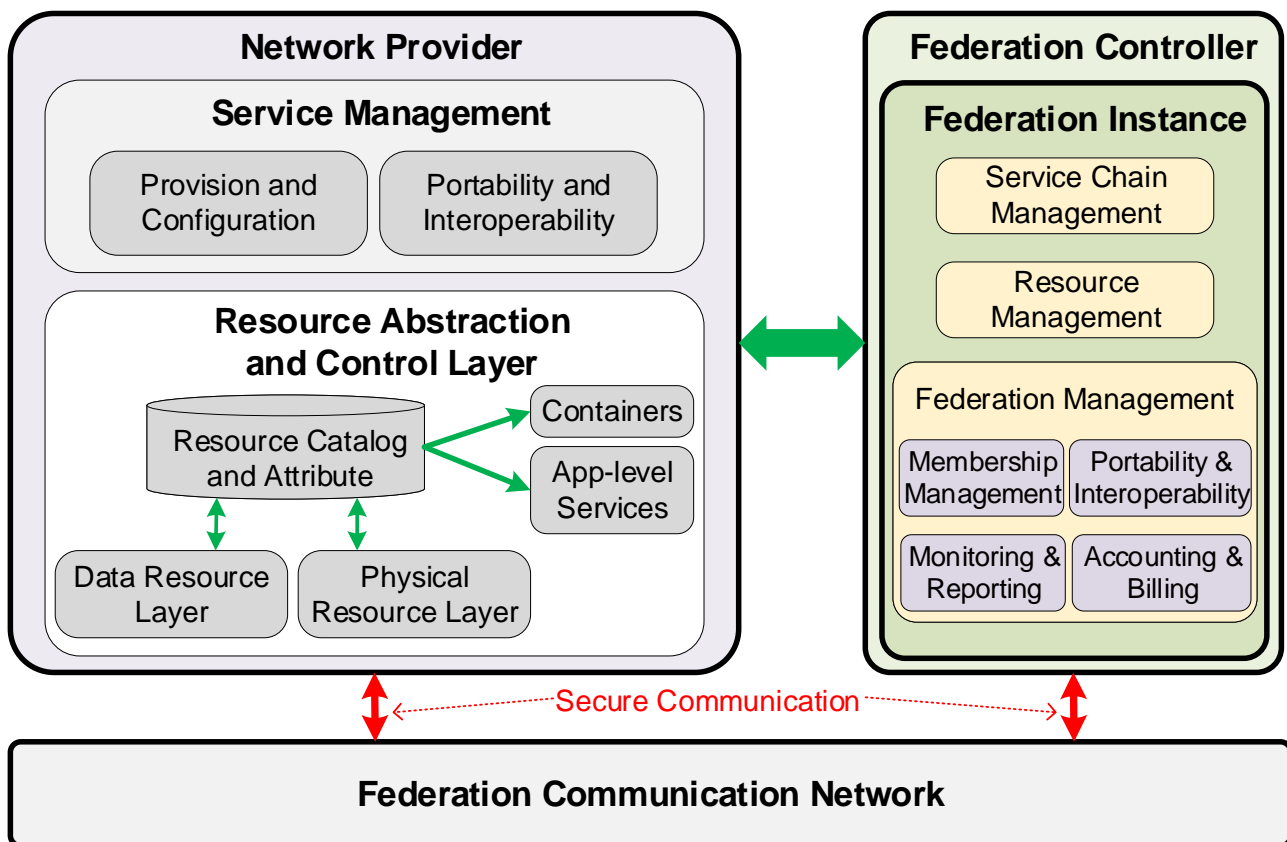 Network Provider
Service Management
Provision and
Configuration
Portability and
Interoperability
Resource Abstraction
and Control Layer
Resource Catalog
and Attribute
Containers
App-level
Services
Data Resource
Layer
Physical
Resource Layer
Federation Controller
Federation Instance
Service Chain
Management
Resource
Management
Federation Management
Membership
Management
Portability &
Interoperability
Monitoring &
Reporting
Accounting &
Billing
Secure Communication
Federation Communication Network